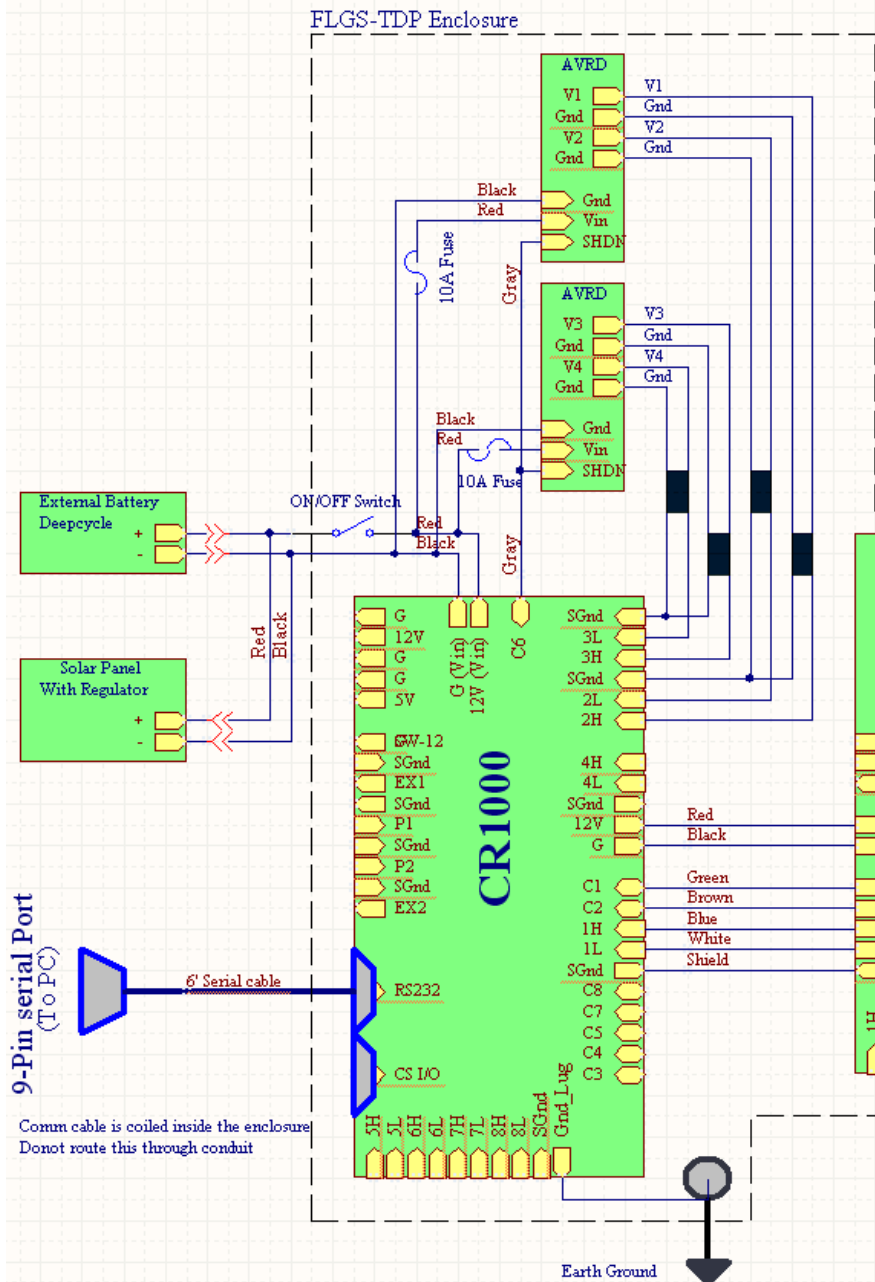 FLGS-TDP Enclosure
AVRD
V1
Gnd
V2
Gnd
Gnd
Vin
SHDN
V1
Gnd
V2
Gnd
Black
Red
10A Fuse
Gray
AVRD
V3
Gnd
V4
Gnd
Gnd
Vin
SHDN
V3
Gnd
V4
Gnd
Black
Red
10A Fuse
External Battery
Deepcycle
+
-
ON/OFF Switch
Red
Black
Gray
Red
Black
Solar Panel
With Regulator
+
-
G
12V
G
G
5V
G
SW-12
SGnd
EX1
SGnd
P1
SGnd
P2
SGnd
EX2
RS232
CS I/O
G (Vin)
12V (Vin)
C6
CR1000
SGnd
3L
3H
SGnd
2L
2H
4H
4L
SGnd
12V
G
C1
C2
1H
1L
SGnd
C8
C7
C5
C4
C3
Red
Black
Green
Brown
Blue
White
Shield
1H
9-Pin serial Port
(To PC)
6' Serial cable
Comm cable is coiled inside the enclosure
Donot route this through conduit
5H
5L
6H
6L
7H
7L
8H
8L
SGnd
Gnd_Lug
Earth Ground